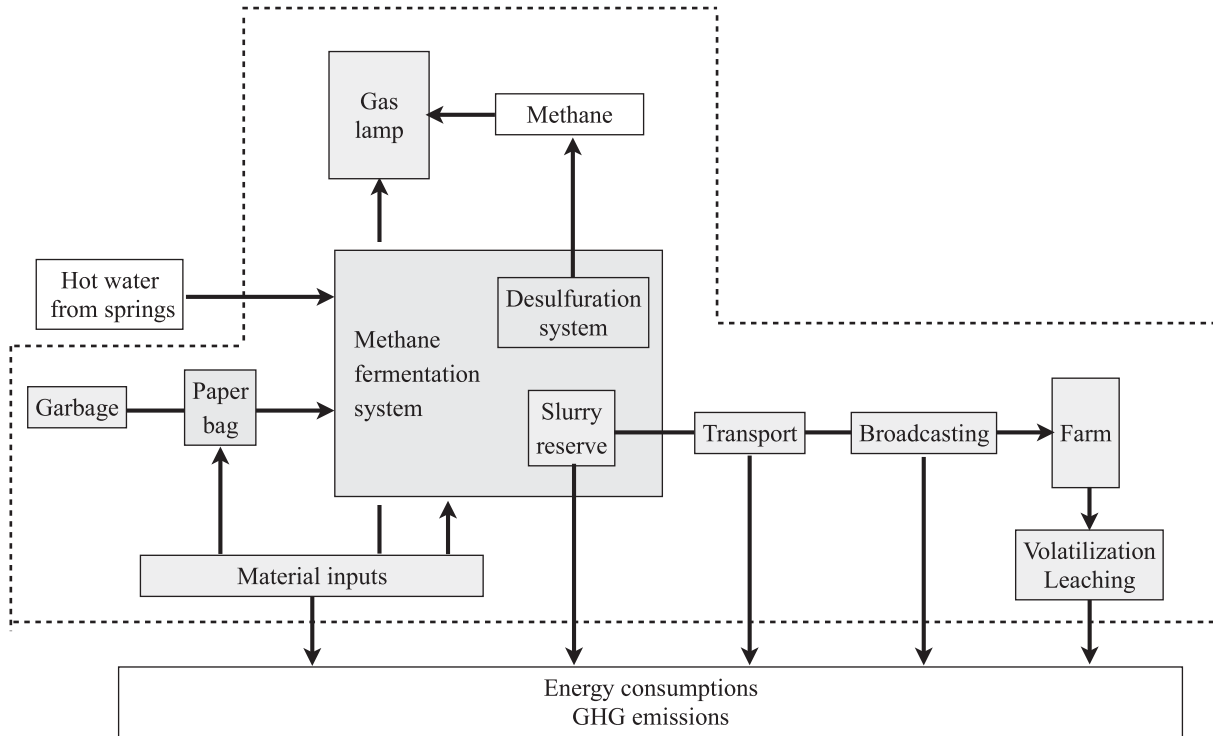 Gas
lamp
Methane
Hot water
from springs
Desulfuration
system
Methane
fermentation
system
Garbage
Paper
bag
Slurry
reserve
Transport
Broadcasting
Farm
Volatilization
Leaching
Material inputs
Energy consumptions
GHG emissions